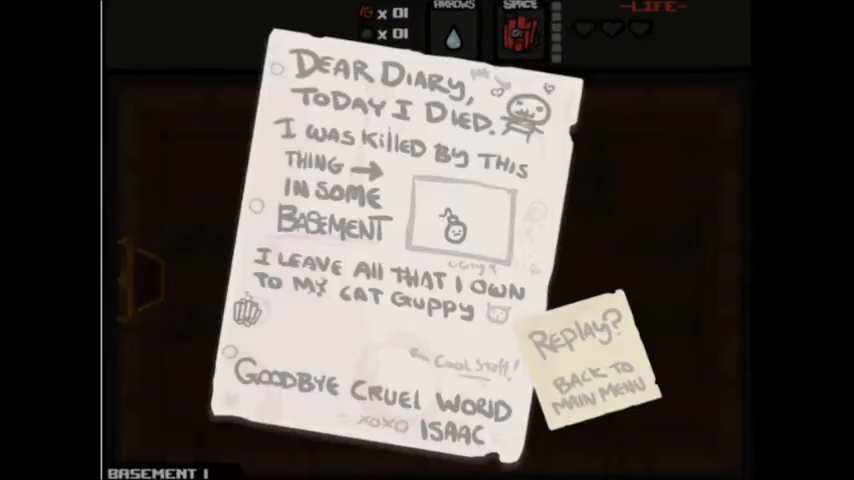 x 01
x 01
ARROWS
SPACE
-LIFE-
DEAR DIARY,
TODAY I DIED.
I WAS KILLED BY THIS
THING →
IN SOME
BASEMENT
I LEAVE ALL THAT I OWN
TO MY CAT GUPPY
COOL STUFF!
GOODBYE CRUEL WORLD
XOXO ISAAC
REPLAY?
BACK TO
MAIN MENU
BASEMENT I